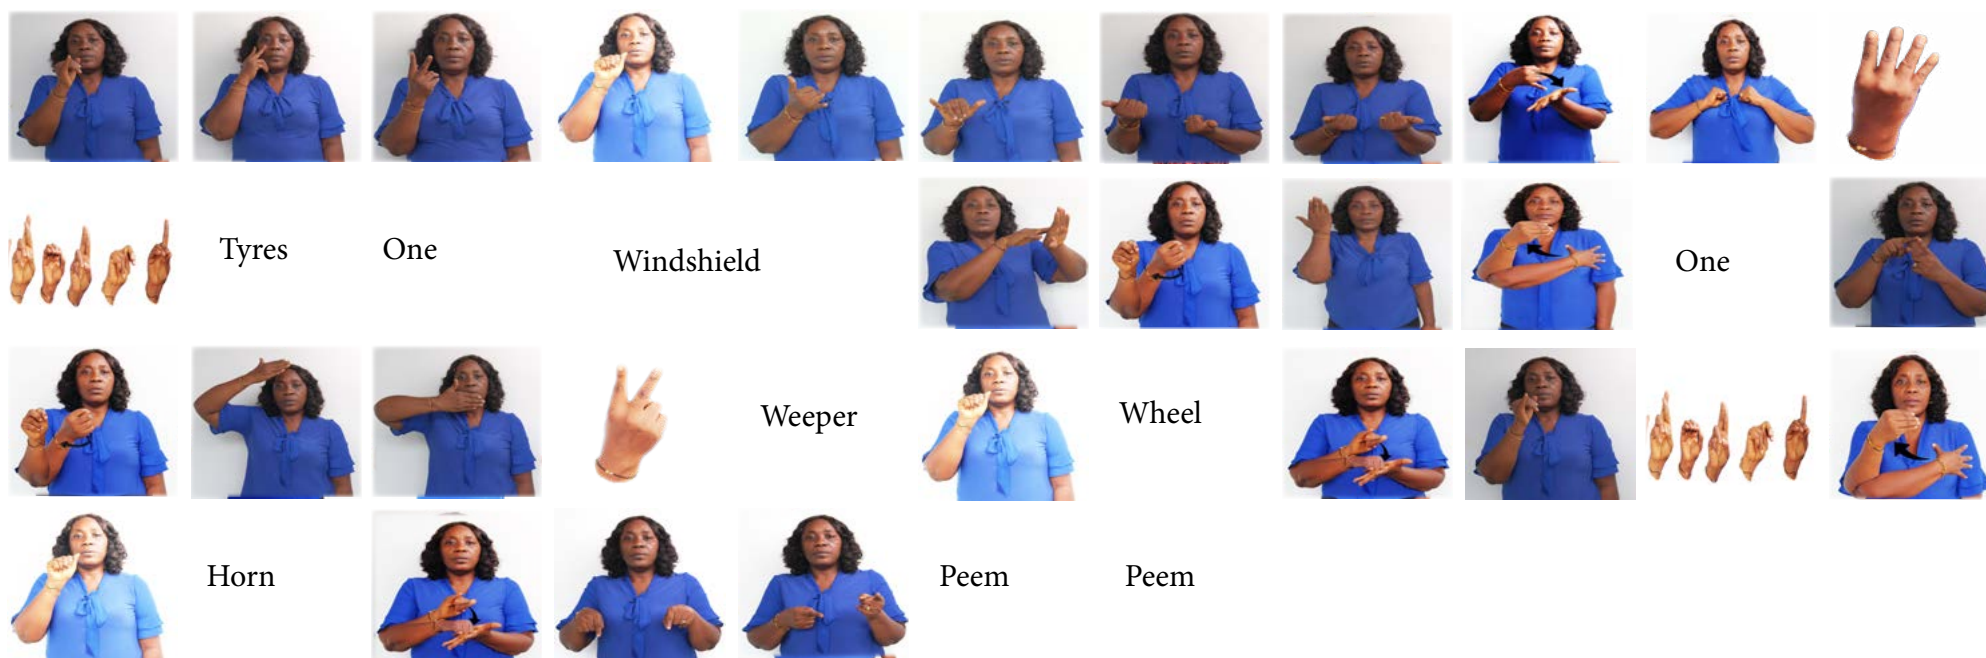 Tyres One Windshield One
Weeper Wheel
Horn Peem Peem